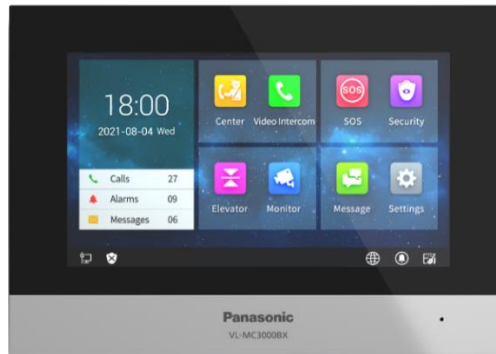 18:00
2021-08-04 Wed
Calls 27
Alarms 09
Messages 06
Center
Video Intercom
SOS
SOS
Security
Elevator
Monitor
Message
Settings
Panasonic
VL-MC3000BX